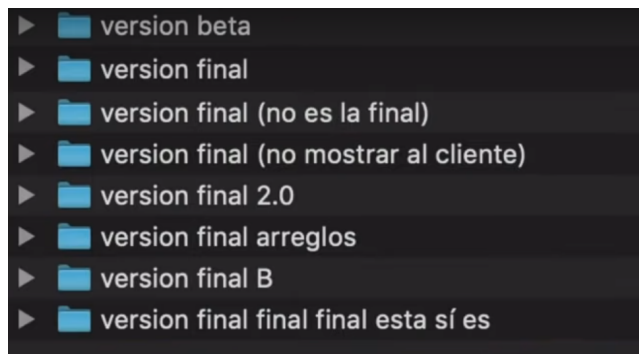 version beta
version final
version final (no es la final)
version final (no mostrar al cliente)
version final 2.0
version final arreglos
version final B
version final final final esta sí es